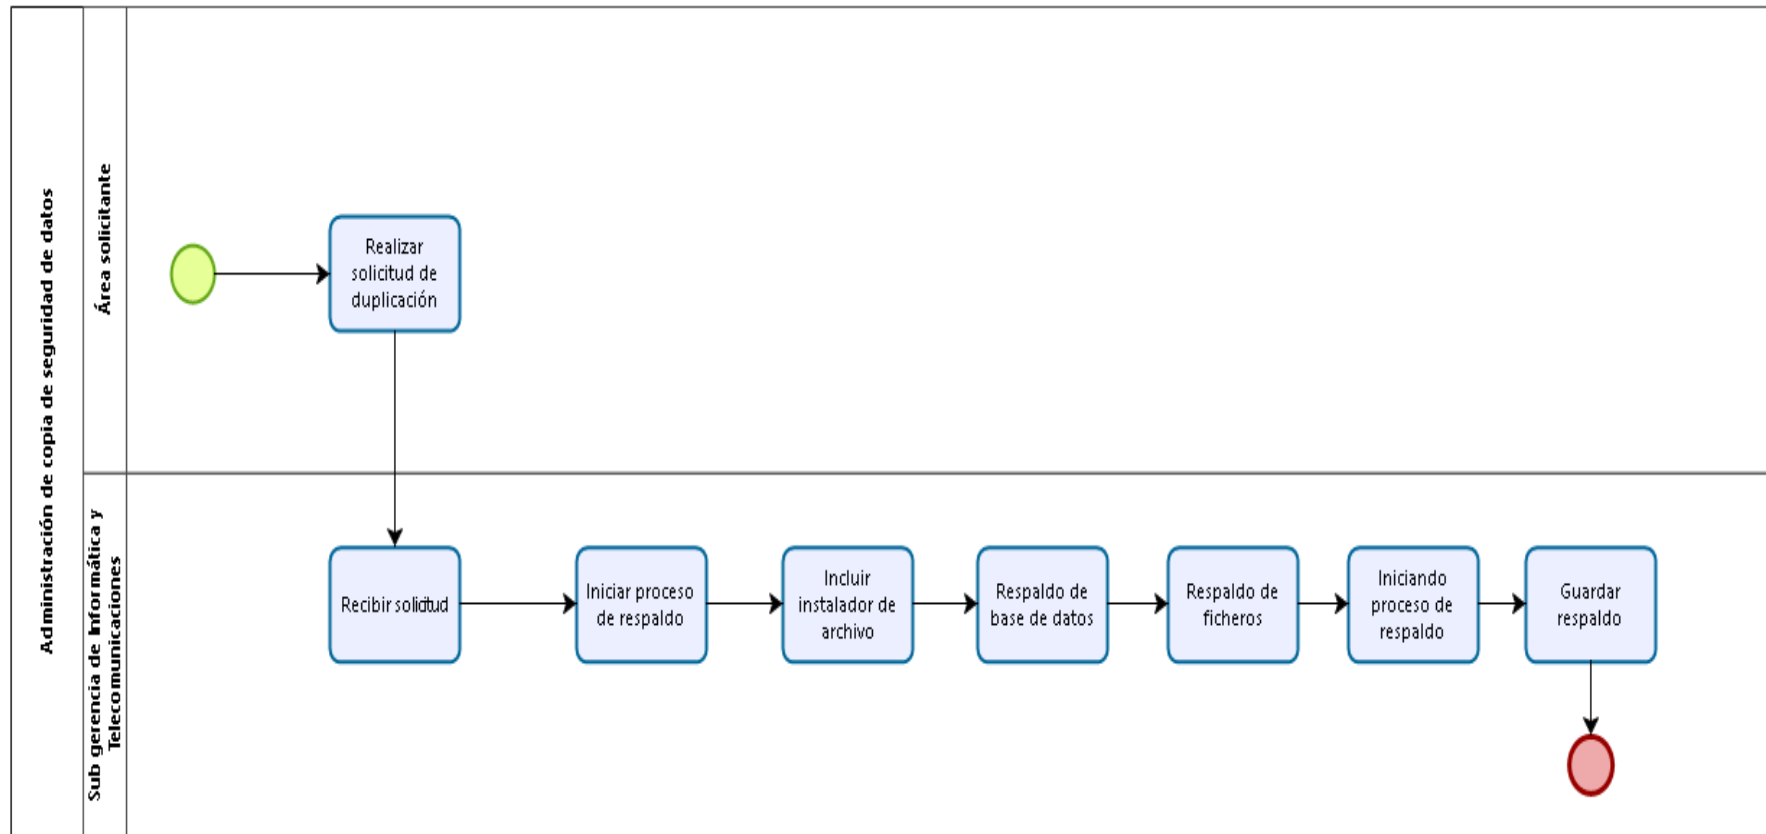 Administración de copia de seguridad de datos
Área solicitante
Realizar
solicitud de
duplicación
Sub gerencia de Informática y
Telecomunicaciones
Recibir solicitud
Iniciar proceso
de respaldo
Incluir
instalador de
archivo
Respaldo de
base de datos
Respaldo de
ficheros
Iniciando
proceso de
respaldo
Guardar
respaldo